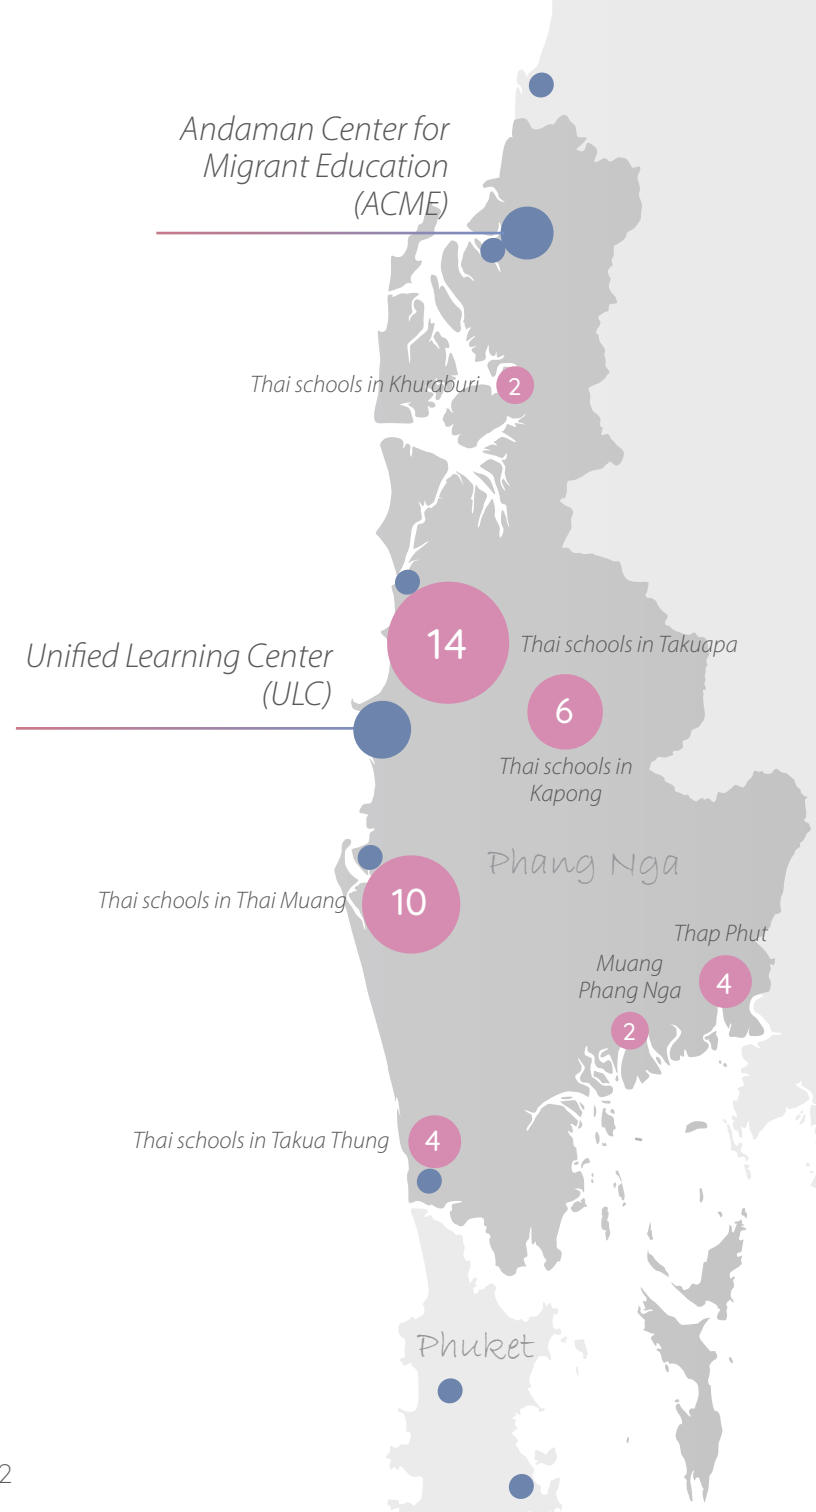 Andaman Center for
Migrant Education
(ACME)
Thai schools in Khuraburi
2
14
Thai schools in Takuapa
Unified Learning Center
(ULC)
6
Thai schools in
Kapong
Phang Nga
Thai schools in Thai Muang
10
Thap Phut
4
Muang
Phang Nga
2
Thai schools in Takua Thung
4
Phuket
2